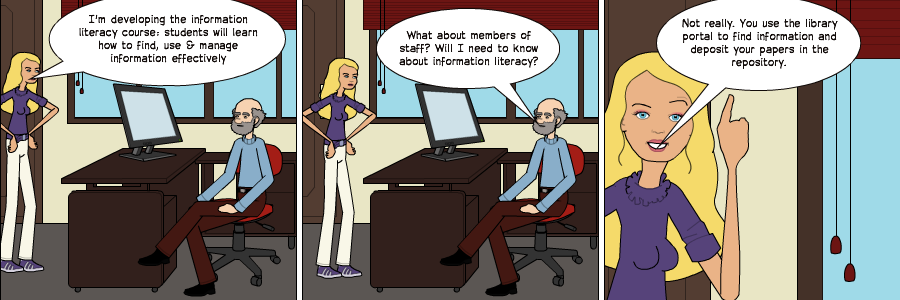 I'm developing the information
literacy course: students will learn
how to find, use & manage
information effectively
What about members of
staff? Will I need to know
about information literacy?
Not really. You use the library
portal to find information and
deposit your papers in the
repository.